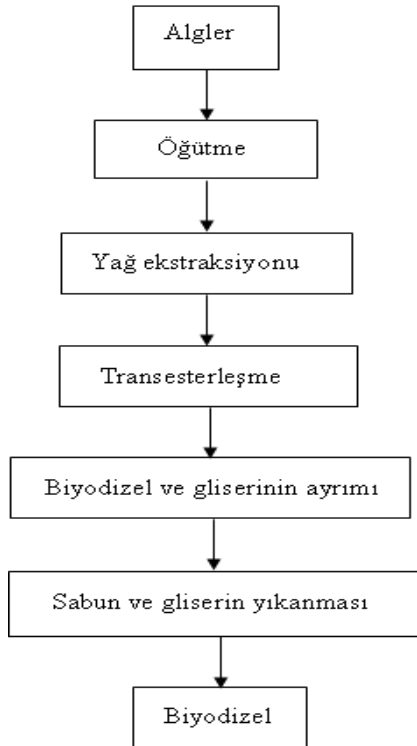 Algler
Öğütme
Yağ ekstraksiyonu
Transesterleşme
Biyodizel ve gliserinin ayrımı
Sabun ve gliserin yıkanması
Biyodizel